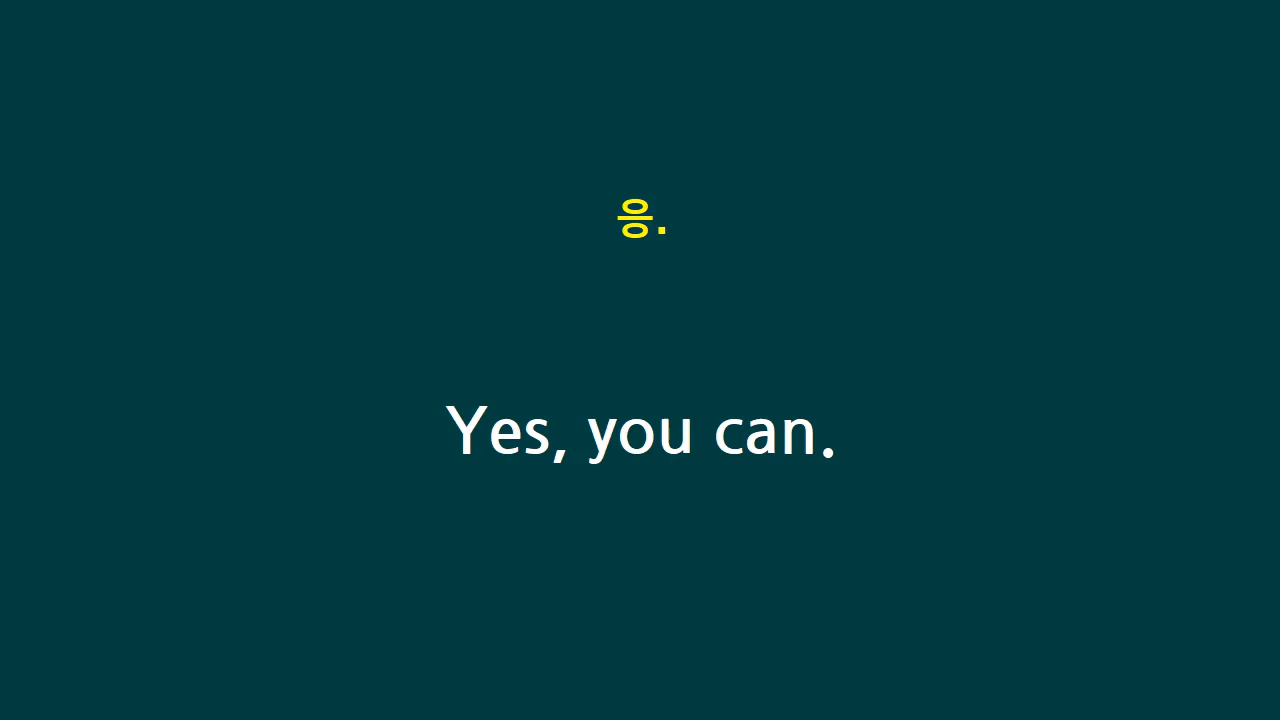 응.
Yes, you can.